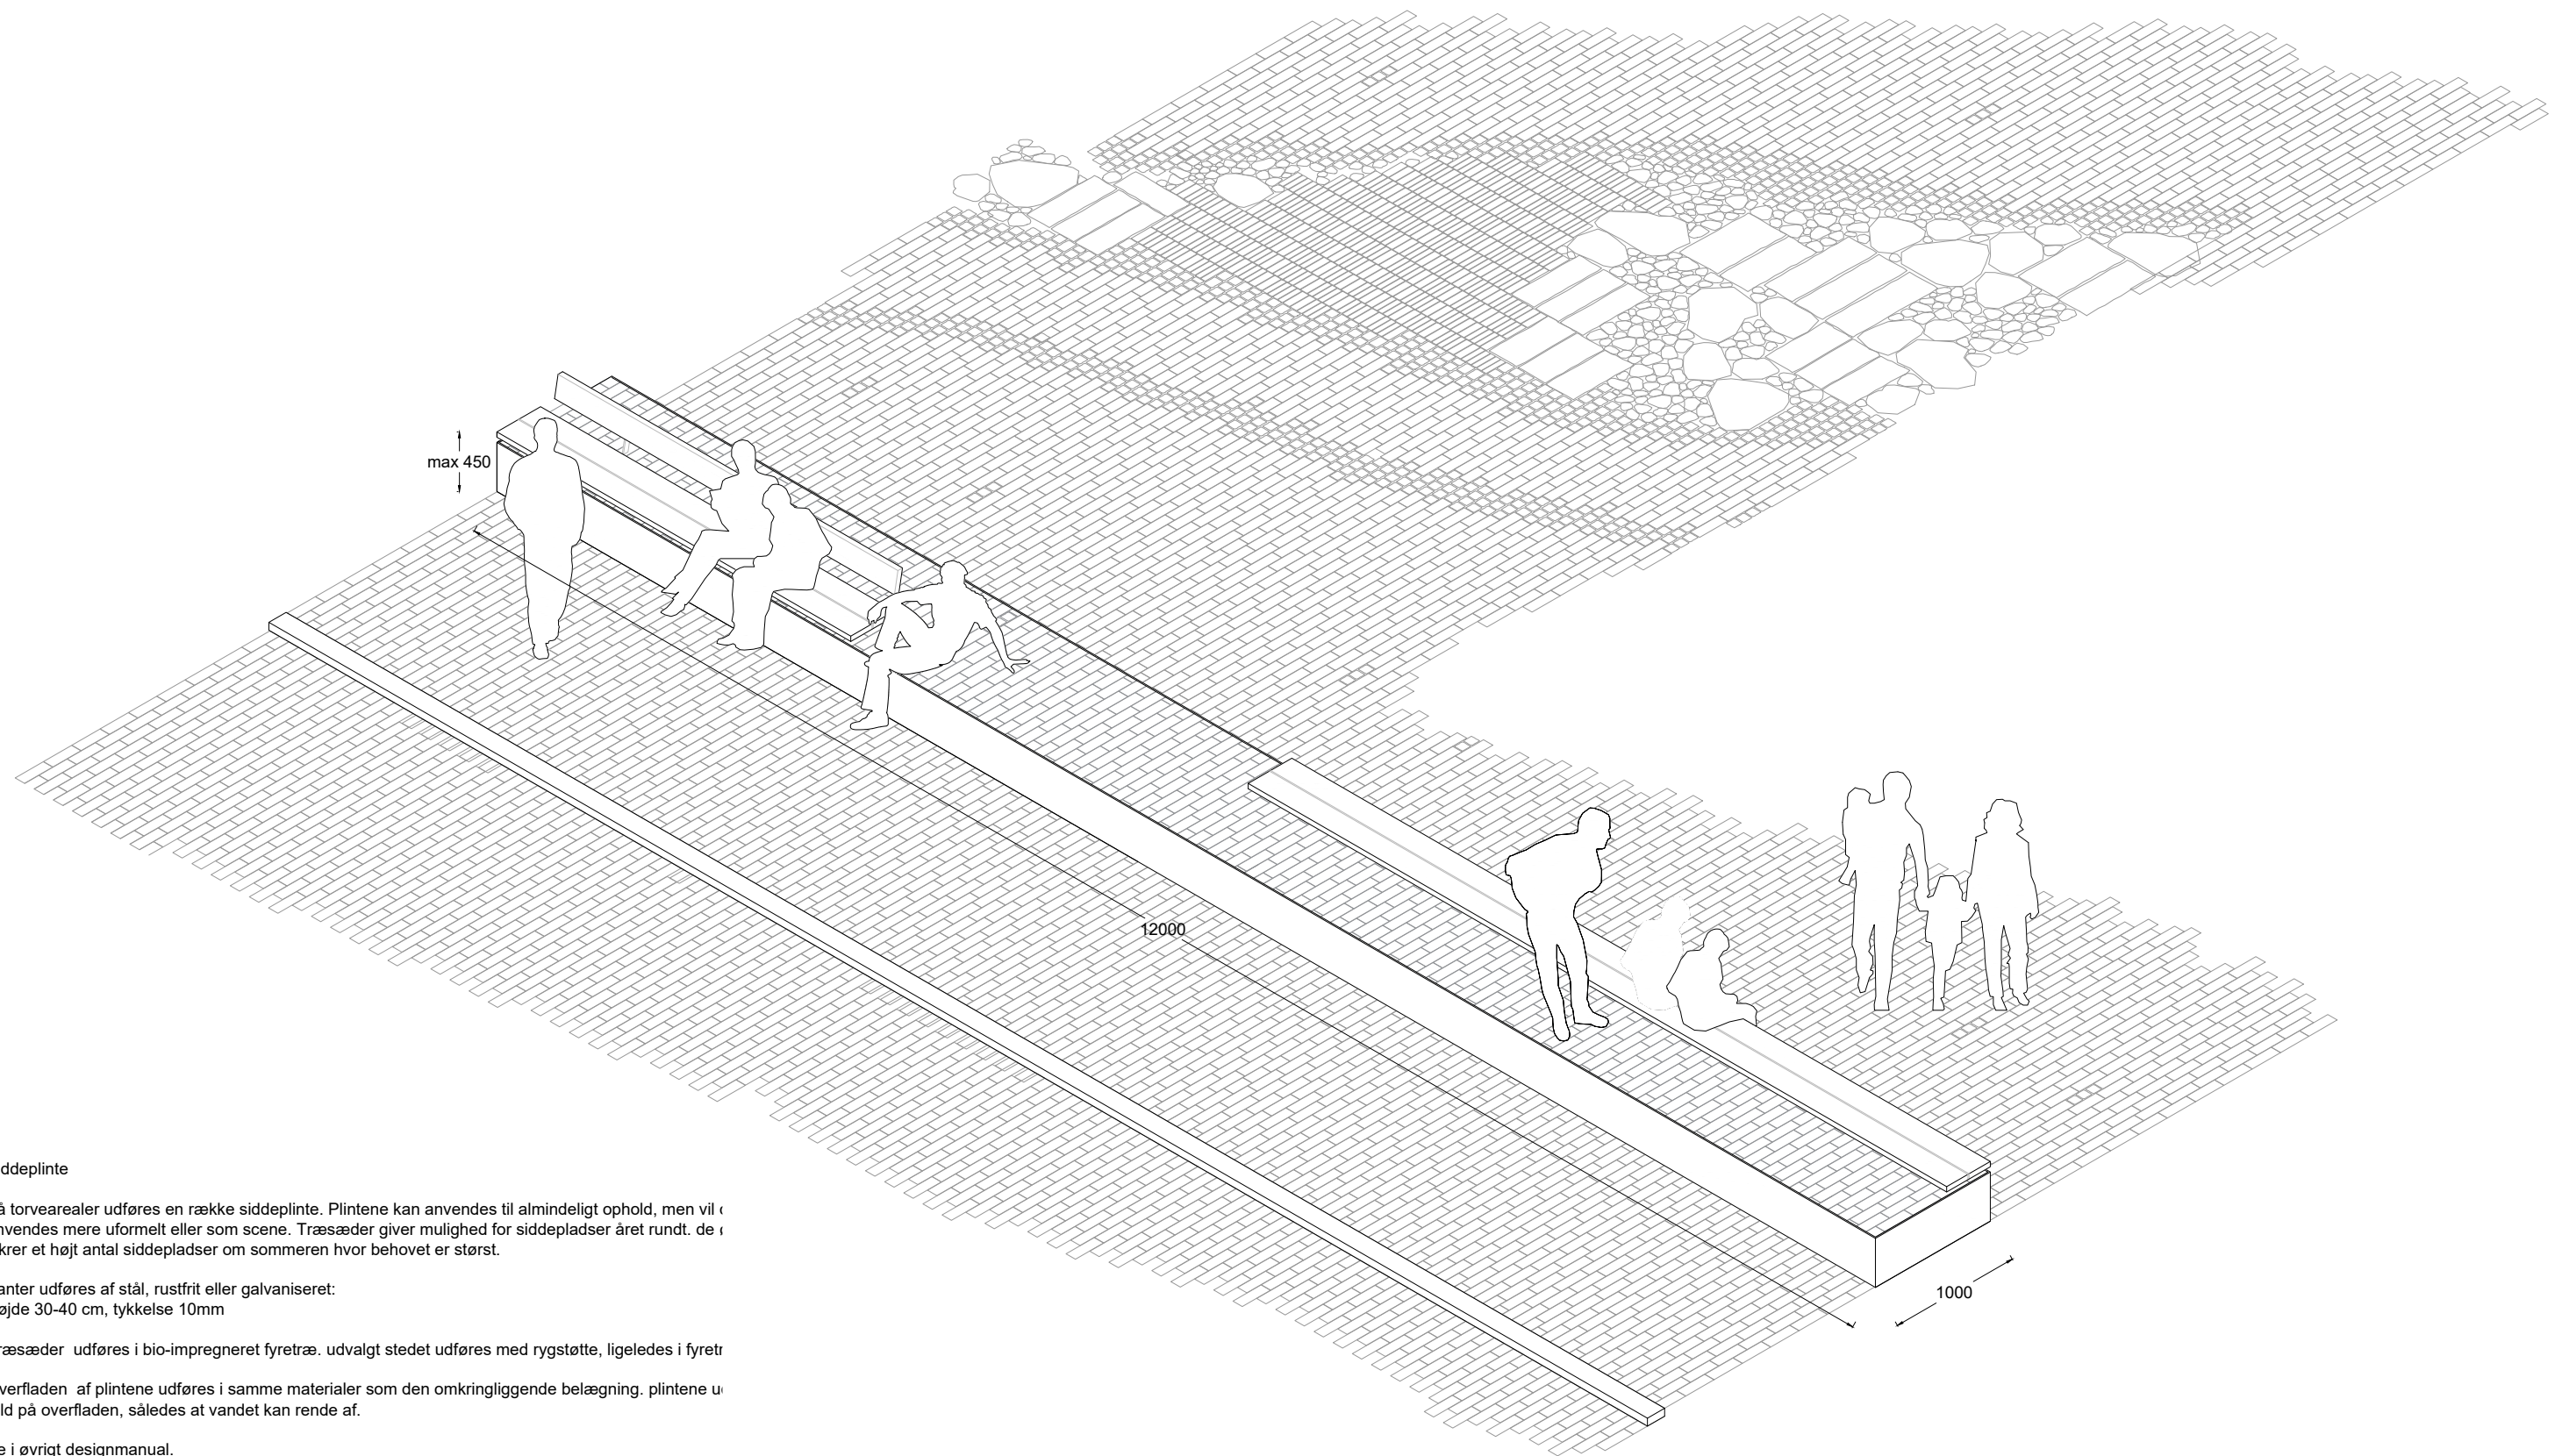 max 450
12000
1000
ddeplinte
å torvearealer udføres en række siddeplinte. Plintene kan anvendes til almindeligt ophold, men vil
nvendes mere uformelt eller som scene. Træsæder giver mulighed for siddepladser året rundt. de
krer et højt antal siddepladser om sommeren hvor behovet er størst.
anter udføres af stål, rustfrit eller galvaniseret:
øjde 30-40 cm, tykkelse 10mm
ræsæder udføres i bio-impregneret fyretræ. udvalgt stedet udføres med rygstøtte, ligeledes i fyretr
verfladen af plintene udføres i samme materialer som den omkringliggende belægning. plintene u
ld på overfladen, således at vandet kan rende af.
e i øvrigt designmanual.